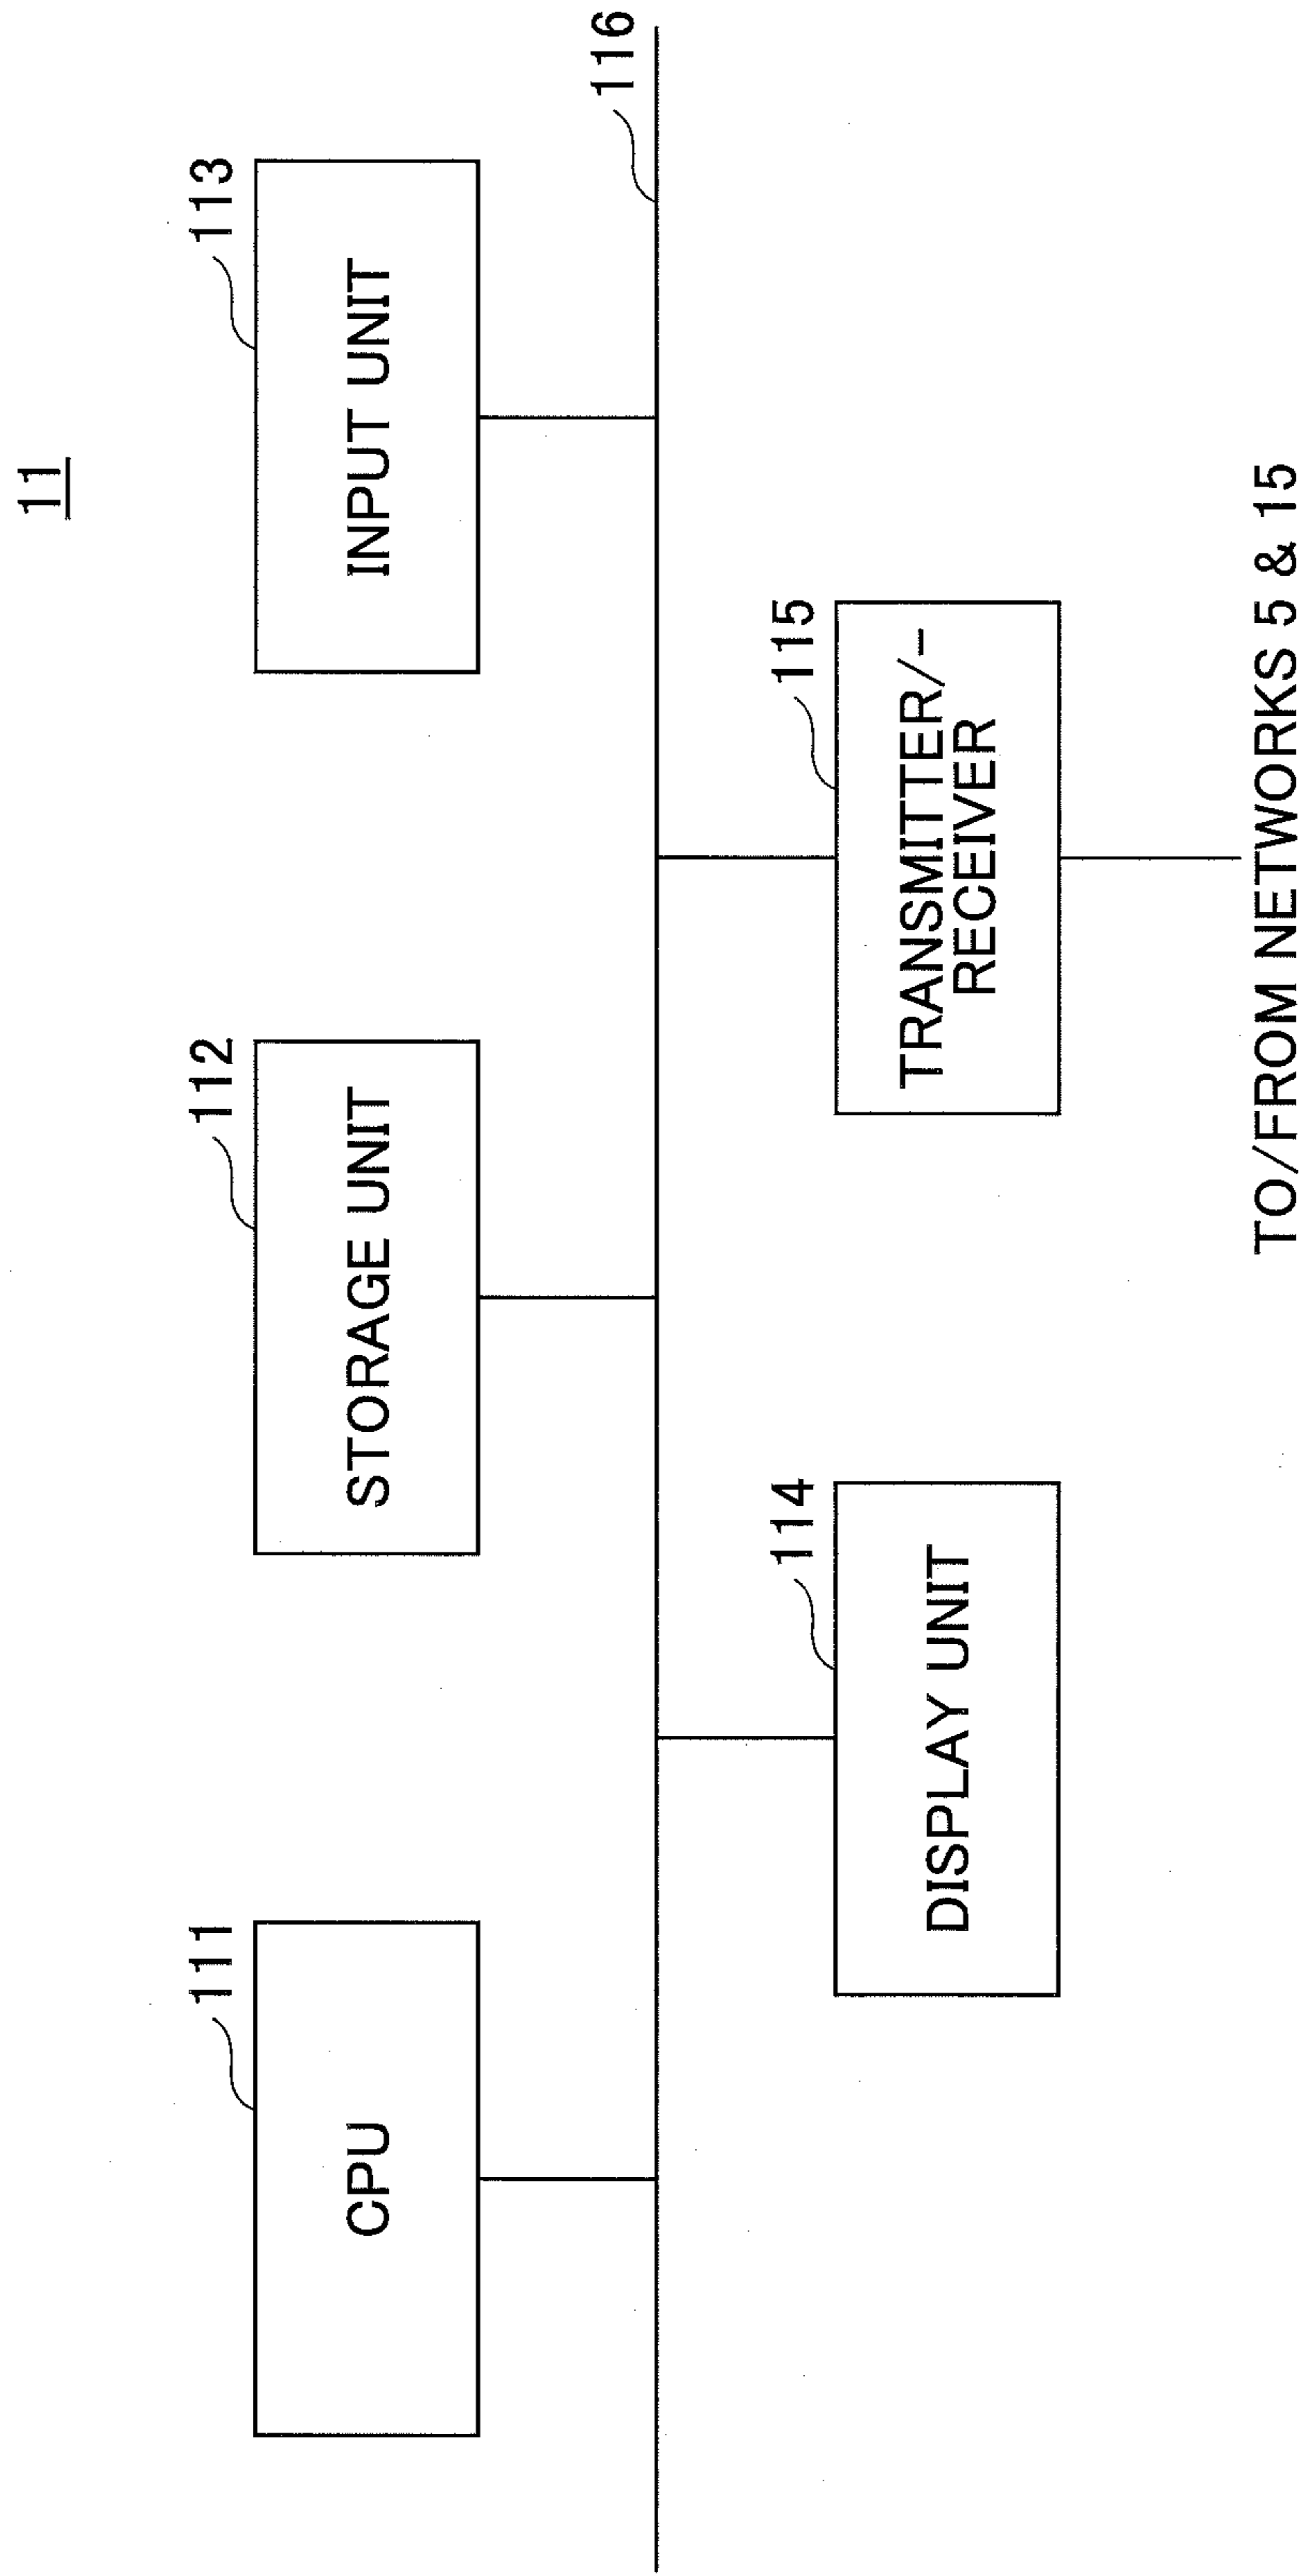 11
111
CPU
112
STORAGE UNIT
113
INPUT UNIT
116
114
DISPLAY UNIT
115
TRANSMITTER/-
RECEIVER
TO/FROM NETWORKS 5 & 15